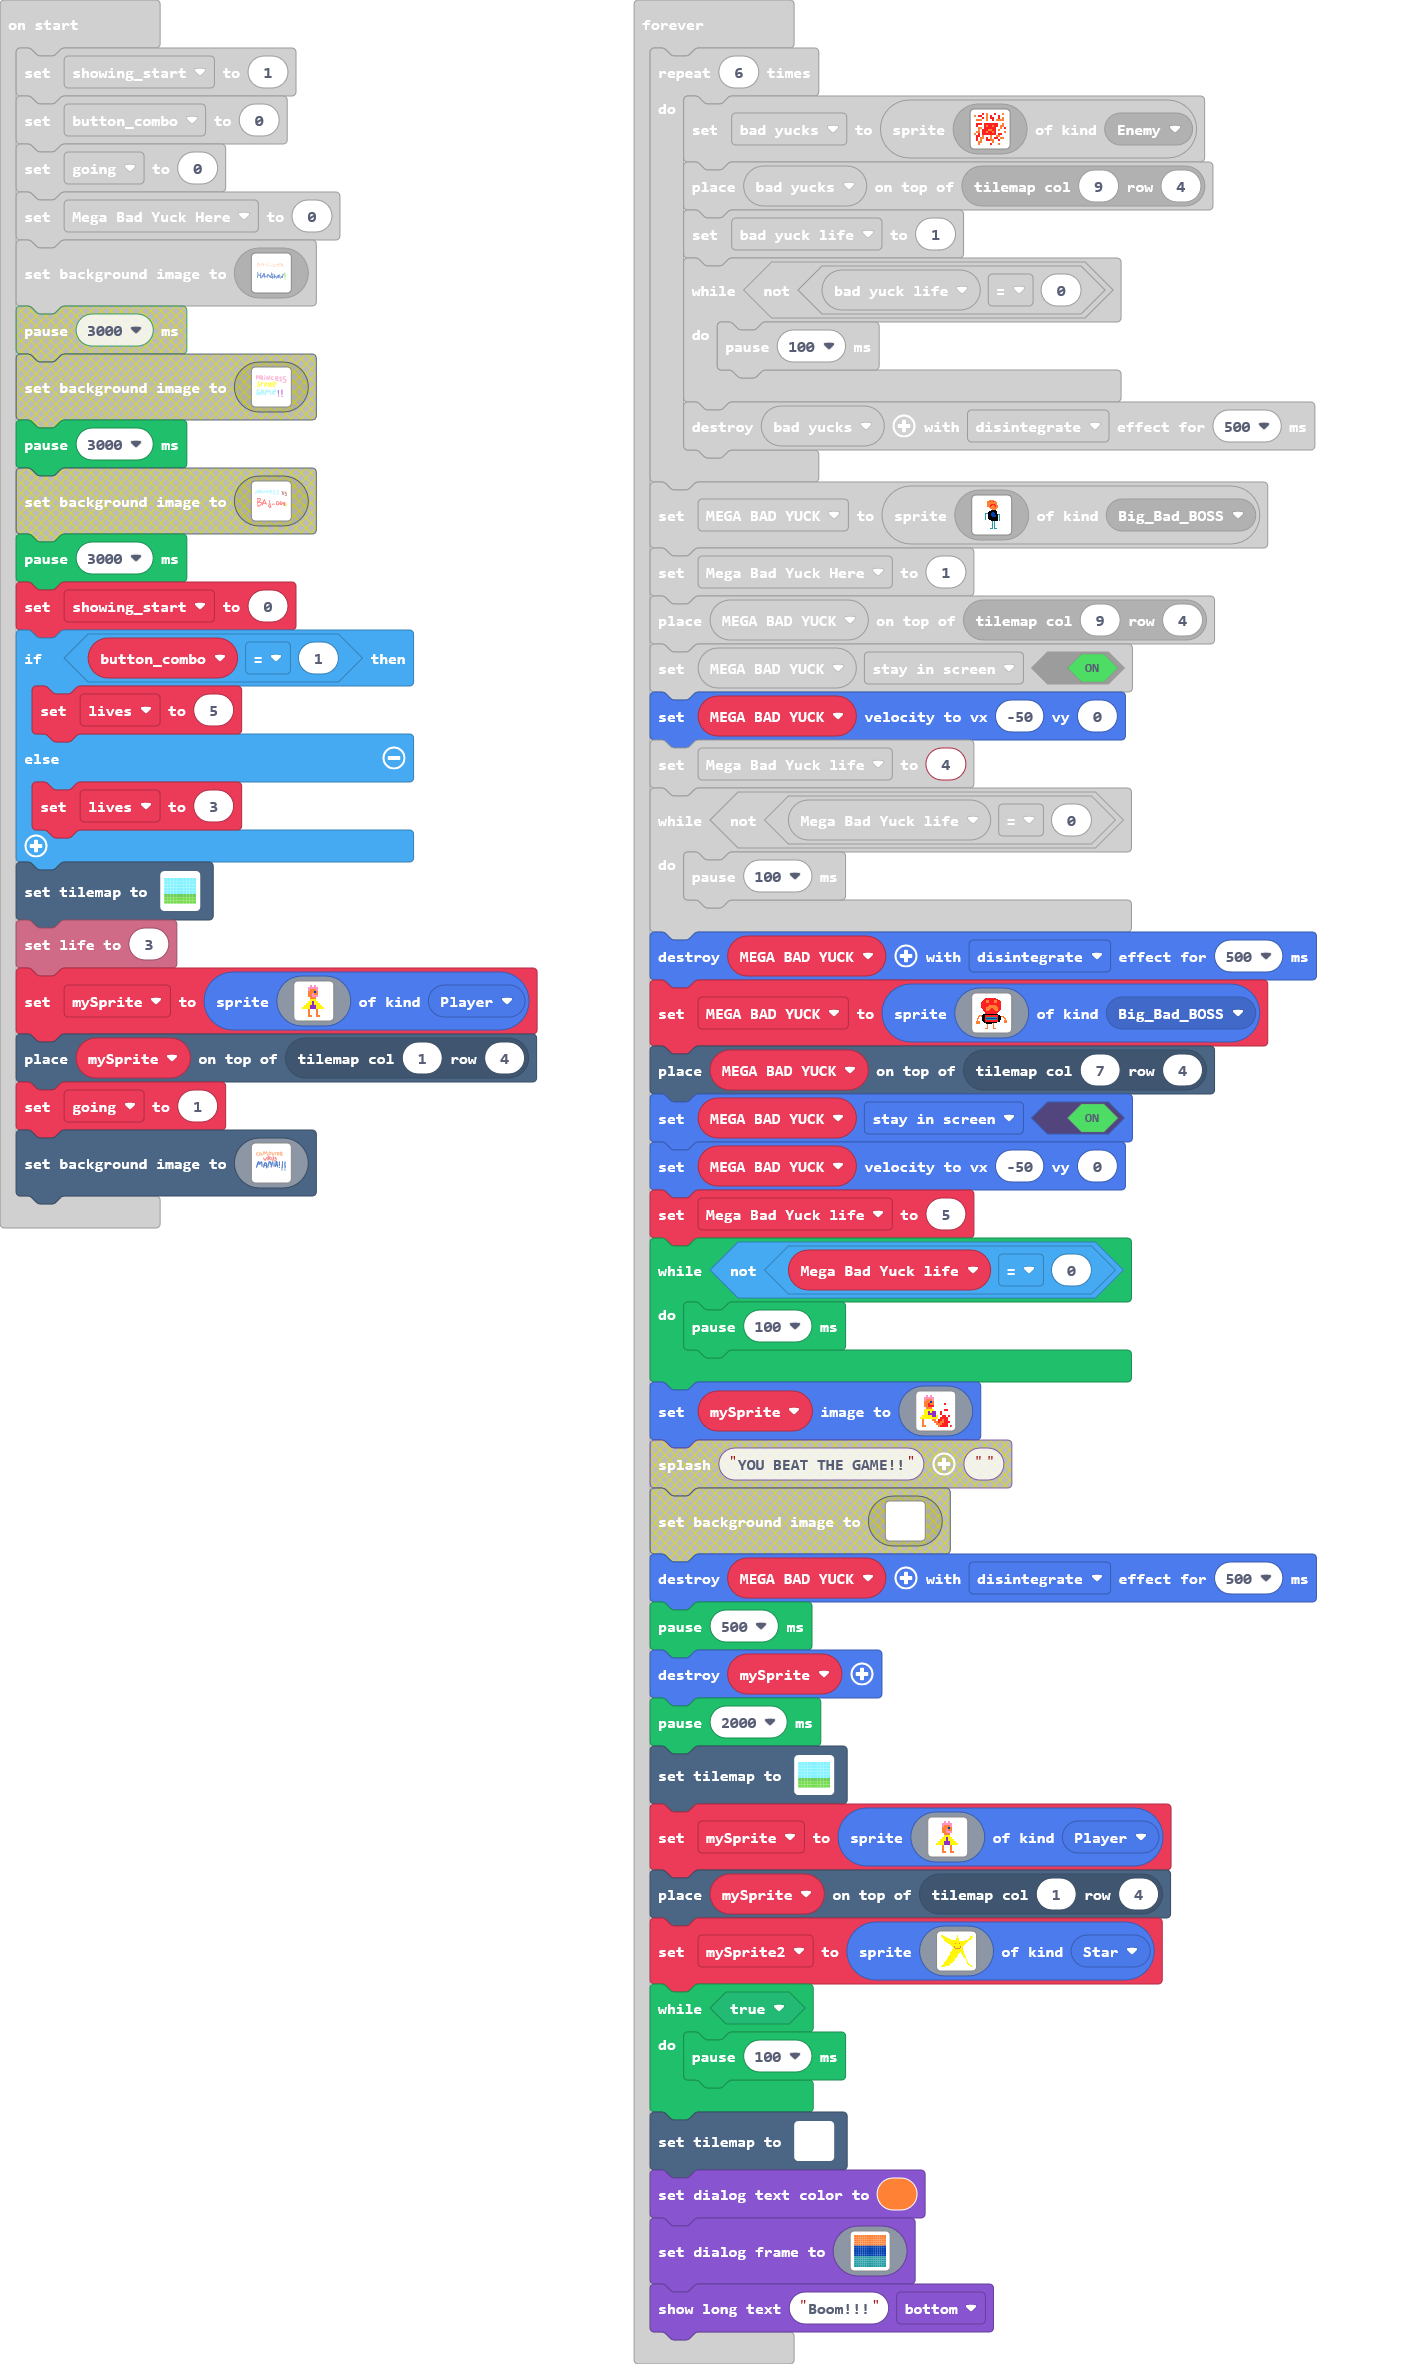 on start
set showing_start to 1
set button_combo to 0
set going to 0
set Mega Bad Yuck Here to 0
set background image to
pause 3000 ms
set background image to
pause 3000 ms
set background image to
pause 3000 ms
set showing_start to 0
if button_combo = 1 then
set lives to 5
else
set lives to 3
set tilemap to
set life to 3
set mySprite to sprite of kind Player
place mySprite on top of tilemap col 1 row 4
set going to 1
set background image to
forever
repeat 6 times
do
set bad yucks to sprite of kind Enemy
place bad yucks on top of tilemap col 9 row 4
set bad yuck life to 1
while not bad yuck life = 0
do
pause 100 ms
destroy bad yucks with disintegrate effect for 500 ms
set MEGA BAD YUCK to sprite of kind Big_Bad_BOSS
set Mega Bad Yuck Here to 1
place MEGA BAD YUCK on top of tilemap col 9 row 4
set MEGA BAD YUCK stay in screen ON
set MEGA BAD YUCK velocity to vx -50 vy 0
set Mega Bad Yuck life to 4
while not Mega Bad Yuck life = 0
do
pause 100 ms
destroy MEGA BAD YUCK with disintegrate effect for 500 ms
set MEGA BAD YUCK to sprite of kind Big_Bad_BOSS
place MEGA BAD YUCK on top of tilemap col 7 row 4
set MEGA BAD YUCK stay in screen ON
set MEGA BAD YUCK velocity to vx -50 vy 0
set Mega Bad Yuck life to 5
while not Mega Bad Yuck life = 0
do
pause 100 ms
set mySprite image to
splash "YOU BEAT THE GAME!!" " "
set background image to
destroy MEGA BAD YUCK with disintegrate effect for 500 ms
pause 500 ms
destroy mySprite
pause 2000 ms
set tilemap to
set mySprite to sprite of kind Player
place mySprite on top of tilemap col 1 row 4
set mySprite2 to sprite of kind Star
while true
do
pause 100 ms
set tilemap to
set dialog text color to
set dialog frame to
show long text "Boom!!!" bottom